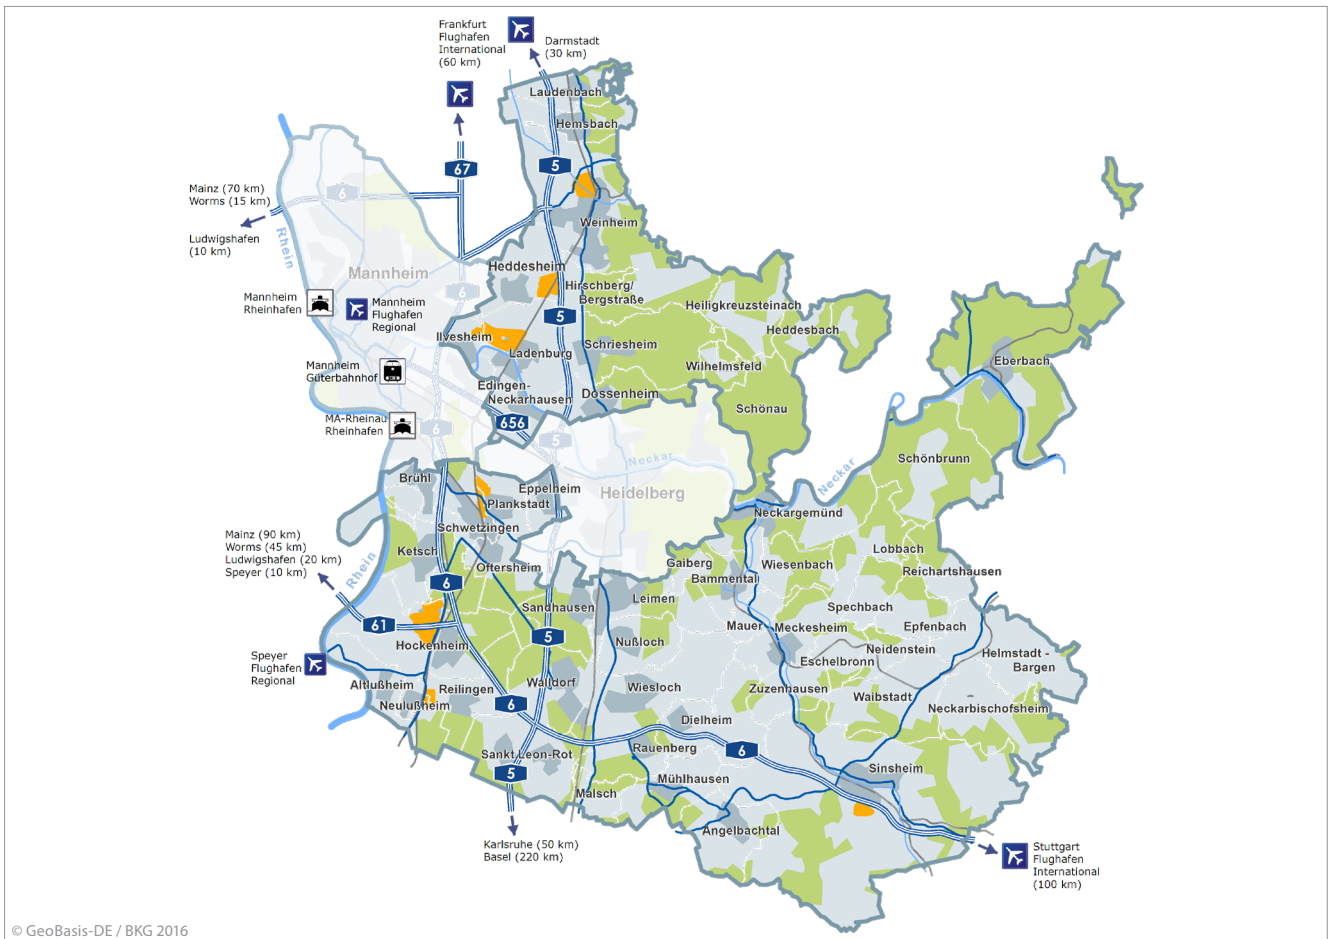 Frankfurt
Flughafen
International
(60 km)
Darmstadt
(30 km)
Laudenbach
Hemsbach
67
5
6
Mainz (70 km)
Worms (15 km)
Ludwigshafen
(10 km)
Rhein
Weinheim
Mannheim
Heddesheim
6
Hirschberg/
Bergstraße
Mannheim
Rheinhafen
Mannheim
Flughafen
Regional
5
Heiligkreuzsteinach
Heddesbach
Ilvesheim
Ladenburg
Schriesheim
Eberbach
Mannheim
Güterbahnhof
Wilhelmsfeld
Edingen-
Neckarhausen
Dossenheim
Schönau
MA-Rheinau
Rheinhafen
6
656
5
Neckar
Schönbrunn
Neckar
Brühl
Eppelheim
Plankstadt
Heidelberg
Neckargemünd
Schwetzingen
Mainz (90 km)
Worms (45 km)
Ludwigshafen (20 km)
Speyer (10 km)
Rhein
Ketsch
Oftersheim
Gaiberg
Bammental
Wiesenbach
Lobbach
Reichartshausen
6
Leimen
Sandhausen
Spechbach
61
5
Mauer
Meckesheim
Epfenbach
Hockenheim
Nußloch
Neidenstein
Eschelbronn
Helmstadt -
Bargen
Speyer
Flughafen
Regional
Altlußheim
Reilingen
Walldorf
Wiesloch
Zuzenhausen
Waibstadt
Neulußheim
6
Neckarbischofsheim
Dielheim
Sankt Leon-Rot
Rauenberg
6
5
Sinsheim
Mühlhausen
Malsch
Angelbachtal
Karlsruhe (50 km)
Basel (220 km)
Stuttgart
Flughafen
International
(100 km)
© GeoBasis-DE / BKG 2016